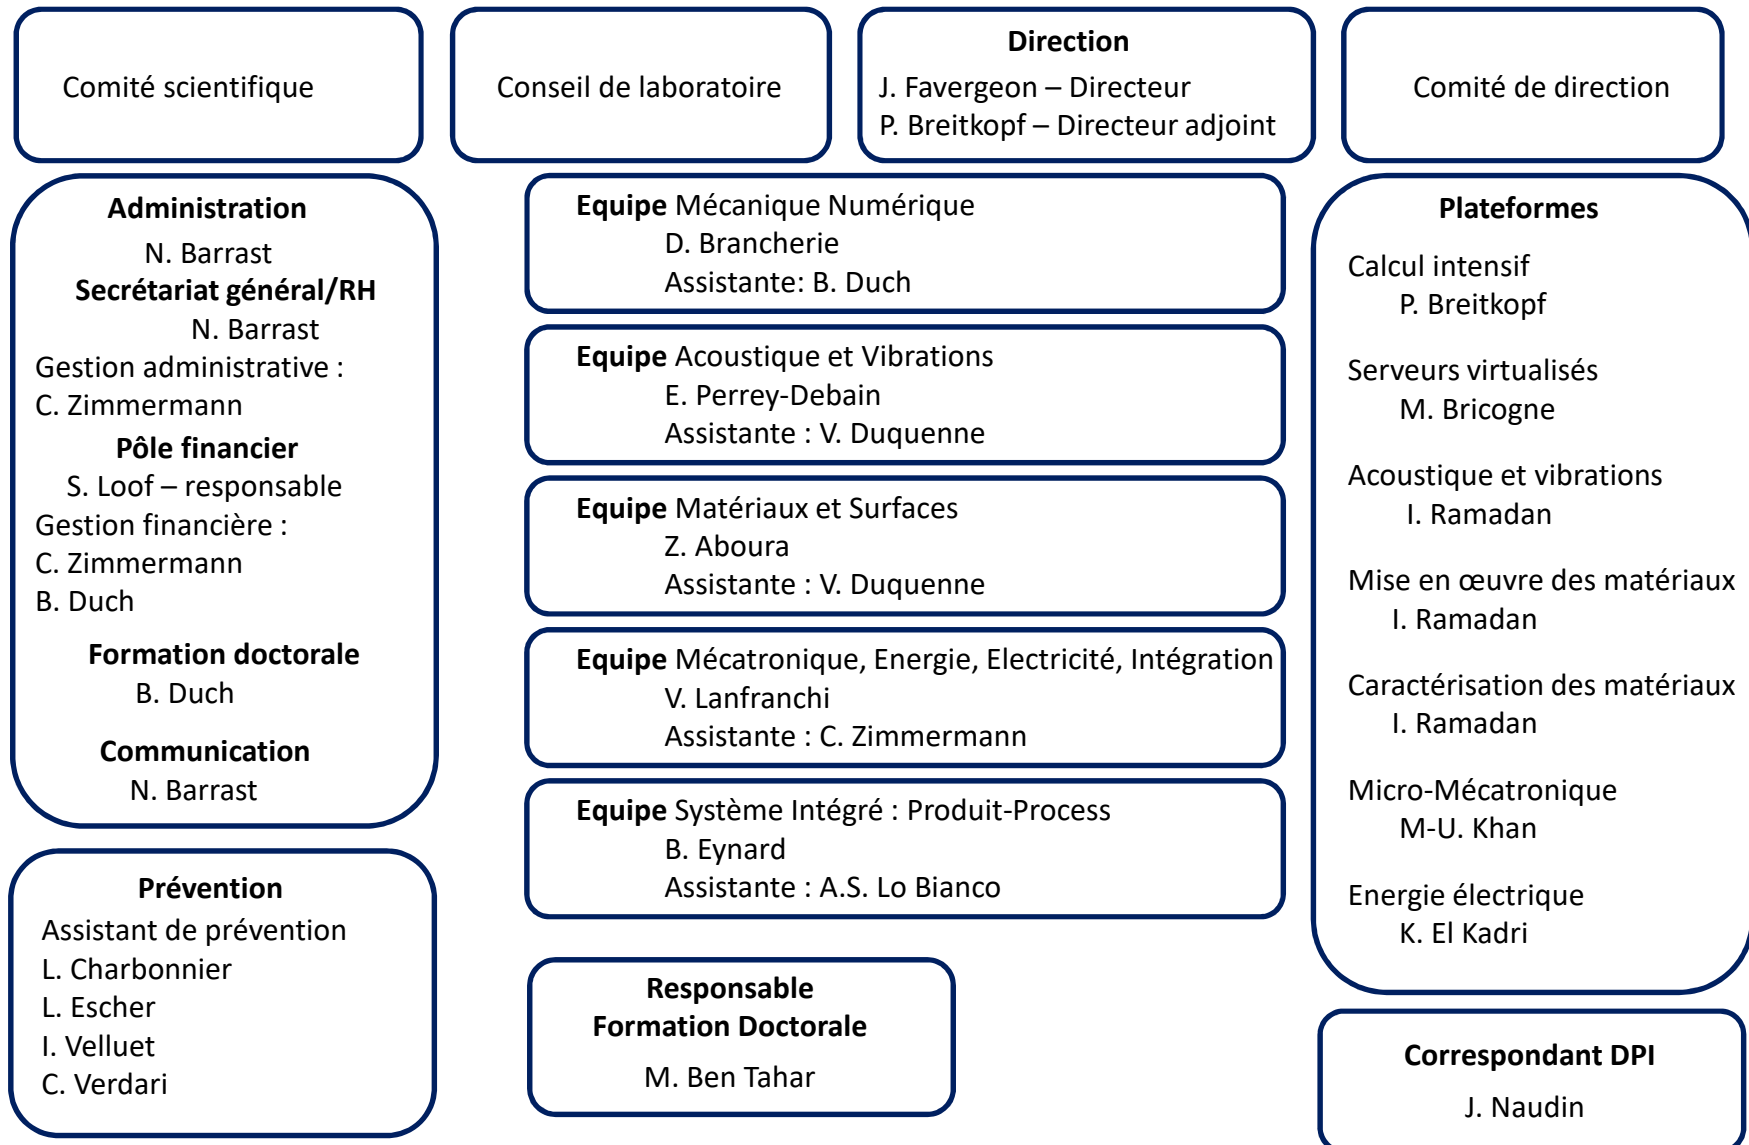 Comité scientifique
Conseil de laboratoire
Direction
J. Favergeon – Directeur
P. Breitkopf – Directeur adjoint
Comité de direction
Administration
N. Barrast
Secrétariat général/RH
N. Barrast
Gestion administrative :
C. Zimmermann
Pôle financier
S. Loof – responsable
Gestion financière :
C. Zimmermann
B. Duch
Formation doctorale
B. Duch
Communication
N. Barrast
Prévention
Assistant de prévention
L. Charbonnier
L. Escher
I. Velluet
C. Verdari
Equipe Mécanique Numérique
D. Brancherie
Assistante: B. Duch
Equipe Acoustique et Vibrations
E. Perrey-Debain
Assistante : V. Duquenne
Equipe Matériaux et Surfaces
Z. Aboura
Assistante : V. Duquenne
Equipe Mécatronique, Energie, Electricité, Intégration
V. Lanfranchi
Assistante : C. Zimmermann
Equipe Système Intégré : Produit-Process
B. Eynard
Assistante : A.S. Lo Bianco
Responsable
Formation Doctorale
M. Ben Tahar
Plateformes
Calcul intensif
P. Breitkopf
Serveurs virtualisés
M. Bricogne
Acoustique et vibrations
I. Ramadan
Mise en œuvre des matériaux
I. Ramadan
Caractérisation des matériaux
I. Ramadan
Micro-Mécatronique
M-U. Khan
Energie électrique
K. El Kadri
Correspondant DPI
J. Naudin